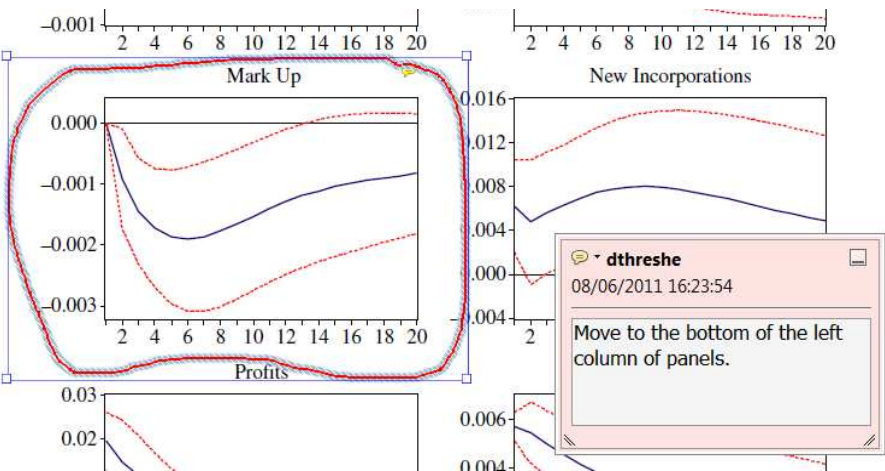 −0.001
2 4 6 8 10 12 14 16 18 20
2 4 6 8 10 12 14 16 18 20
Mark Up
0.000
−0.001
−0.002
−0.003
2 4 6 8 10 12 14 16 18 20
New Incorporations
0.016
.012
.008
.004
.000
.004
2
dthreshe
08/06/2011 16:23:54
Move to the bottom of the left
column of panels.
Profits
0.03
0.02
0.006
0.004